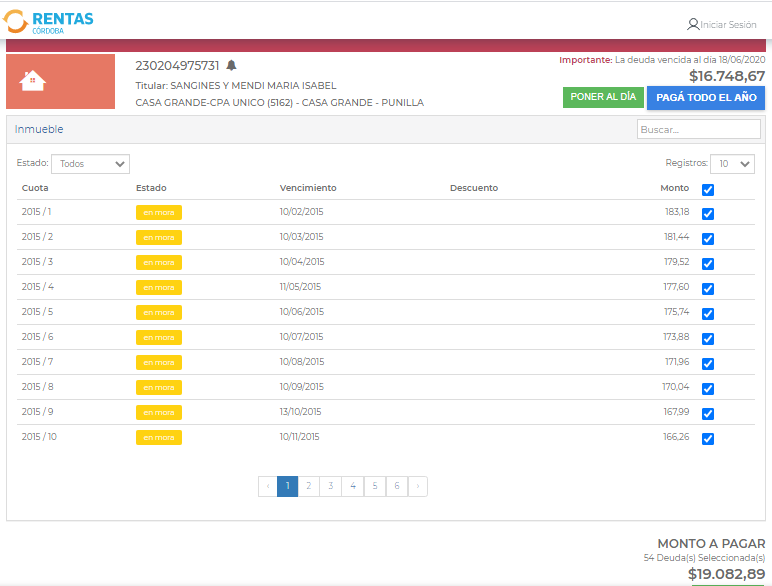 RENTAS
CÓRDOBA
Iniciar Sesión
230204975731
Titular: SANGINES Y MENDI MARIA ISABEL
CASA GRANDE-CPA UNICO (5162) - CASA GRANDE - PUNILLA
Importante: La deuda vencida al día 18/06/2020
$16.748,67
PONER AL DÍA PAGÁ TODO EL AÑO
Inmueble Buscar...
Estado: Todos Registros: 10
Cuota Estado Vencimiento Descuento Monto
2015 / 1 en mora 10/02/2015 183,18
2015 / 2 en mora 10/03/2015 181,44
2015 / 3 en mora 10/04/2015 179,52
2015 / 4 en mora 11/05/2015 177,60
2015 / 5 en mora 10/06/2015 175,74
2015 / 6 en mora 10/07/2015 173,88
2015 / 7 en mora 10/08/2015 171,96
2015 / 8 en mora 10/09/2015 170,04
2015 / 9 en mora 13/10/2015 167,99
2015 / 10 en mora 10/11/2015 166,26
‹ 1 2 3 4 5 6 ›
MONTO A PAGAR
54 Deuda(s) Seleccionada(s)
$19.082,89